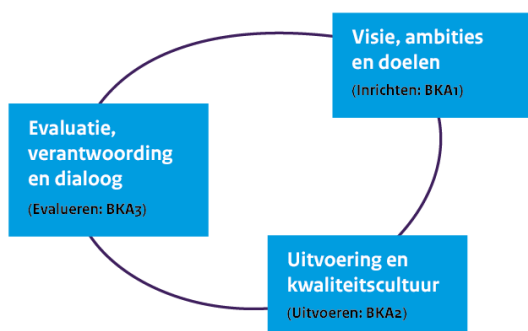 Visie, ambities
en doelen
(Inrichten: BKA1)
Evaluatie,
verantwoording
en dialoog
(Evalueren: BKA3)
Uitvoering en
kwaliteitscultuur
(Uitvoeren: BKA2)